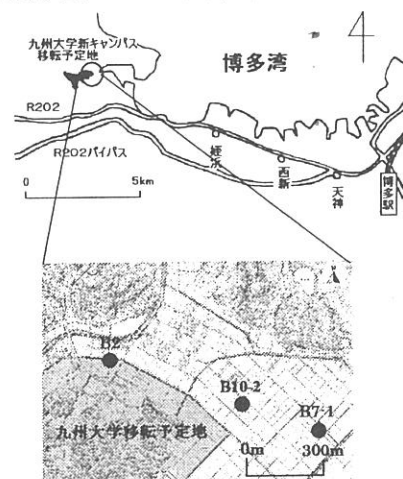 九州大学新キャンパス
移転予定地
博多湾
R202
R202バイパス
姪浜
西新
天神
博多駅
0
5km
B2
B10-2
B7-1
九州大学移転予定地
0m
300m